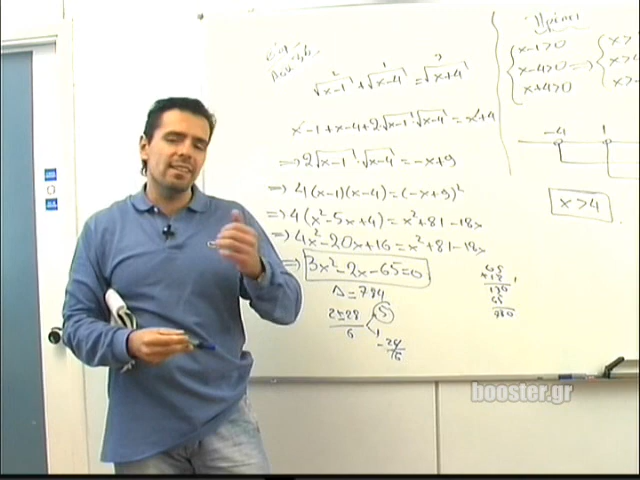 √x-1 + √x-4 = √x+4
x-1+x-4+2√x-1·√x-4 = x+4
⇒ 2√x-1·√x-4 = -x+9
⇒ 4(x-1)(x-4) = (-x+9)²
⇒ 4(x²-5x+4) = x²+81-18x
⇒ 4x²-20x+16 = x²+81-18x
⇒ 3x²-2x-65=0
Δ=784
2±28
6
5
Πρέπει
x-1>0
x-4>0 ⇒
x+4>0
x>
x>
x>
-4 1
x>4
booster.gr